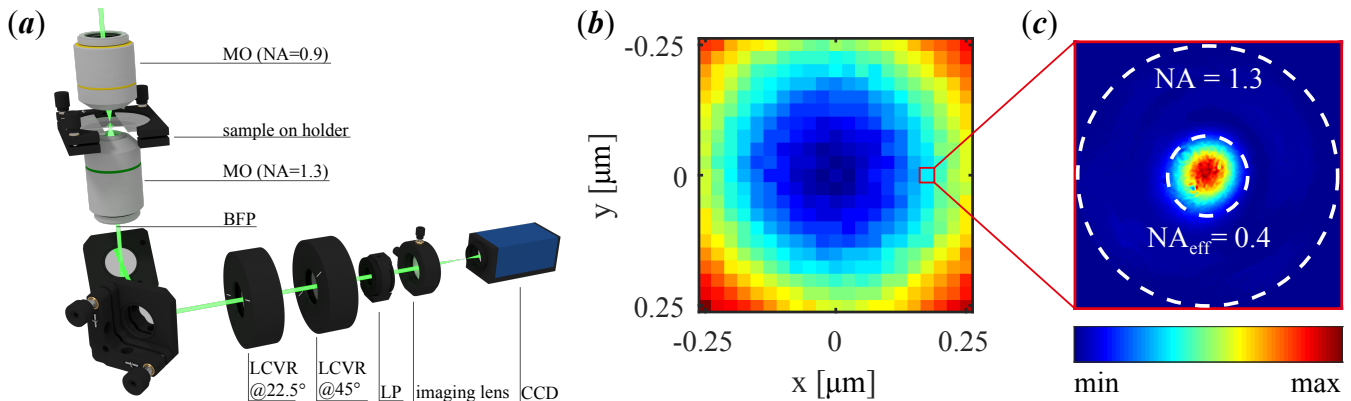 (a)
MO (NA=0.9)
sample on holder
MO (NA=1.3)
BFP
LCVR
@22.5°
LCVR
@45°
LP
imaging lens
CCD
(b)
-0.25
0
0.25
y [μm]
-0.25
0
0.25
x [μm]
(c)
NA = 1.3
NAeff = 0.4
min
max